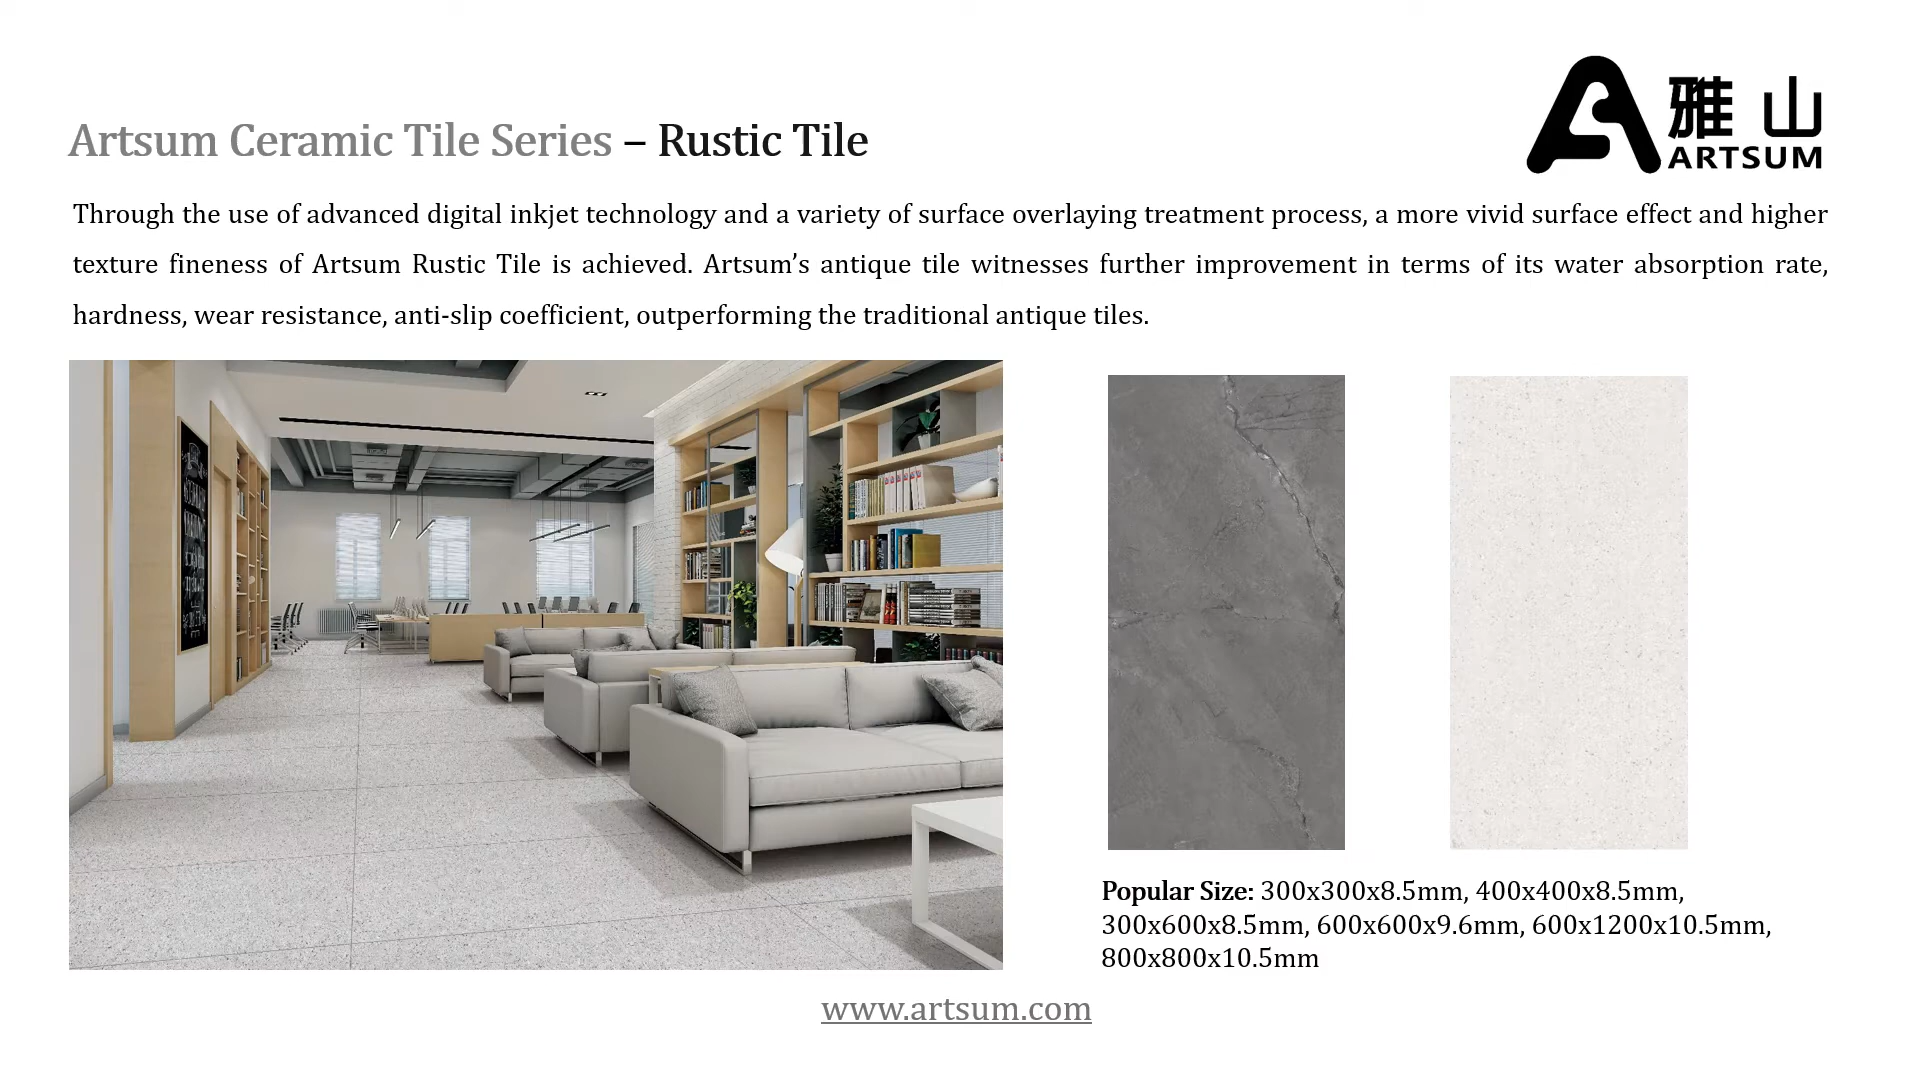 雅山
ARTSUM
Artsum Ceramic Tile Series – Rustic Tile
Through the use of advanced digital inkjet technology and a variety of surface overlaying treatment process, a more vivid surface effect and higher
texture fineness of Artsum Rustic Tile is achieved. Artsum’s antique tile witnesses further improvement in terms of its water absorption rate,
hardness, wear resistance, anti-slip coefficient, outperforming the traditional antique tiles.
Popular Size: 300x300x8.5mm, 400x400x8.5mm,
300x600x8.5mm, 600x600x9.6mm, 600x1200x10.5mm,
800x800x10.5mm
www.artsum.com